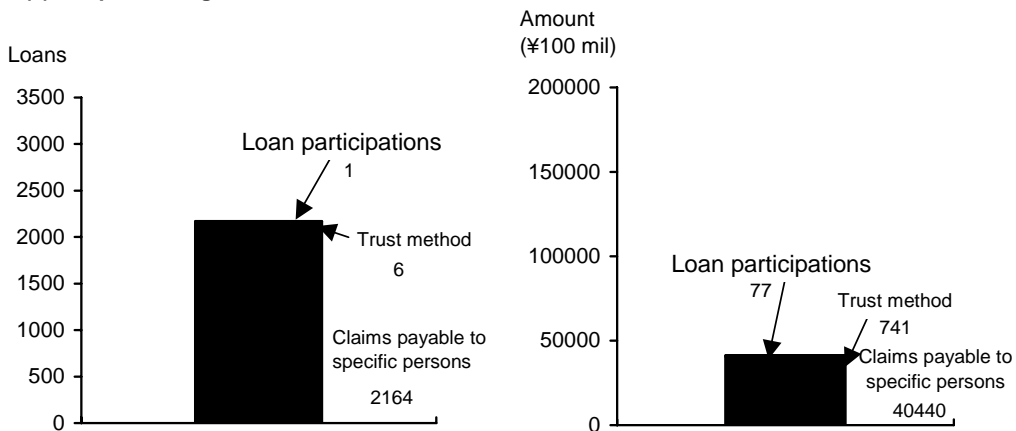 Loans
3500
3000
2500
2000
1500
1000
500
0
Loan participations
1
Trust method
6
Claims payable to
specific persons
2164
Amount
(¥100 mil)
200000
150000
100000
50000
0
Loan participations
77
Trust method
741
Claims payable to
specific persons
40440